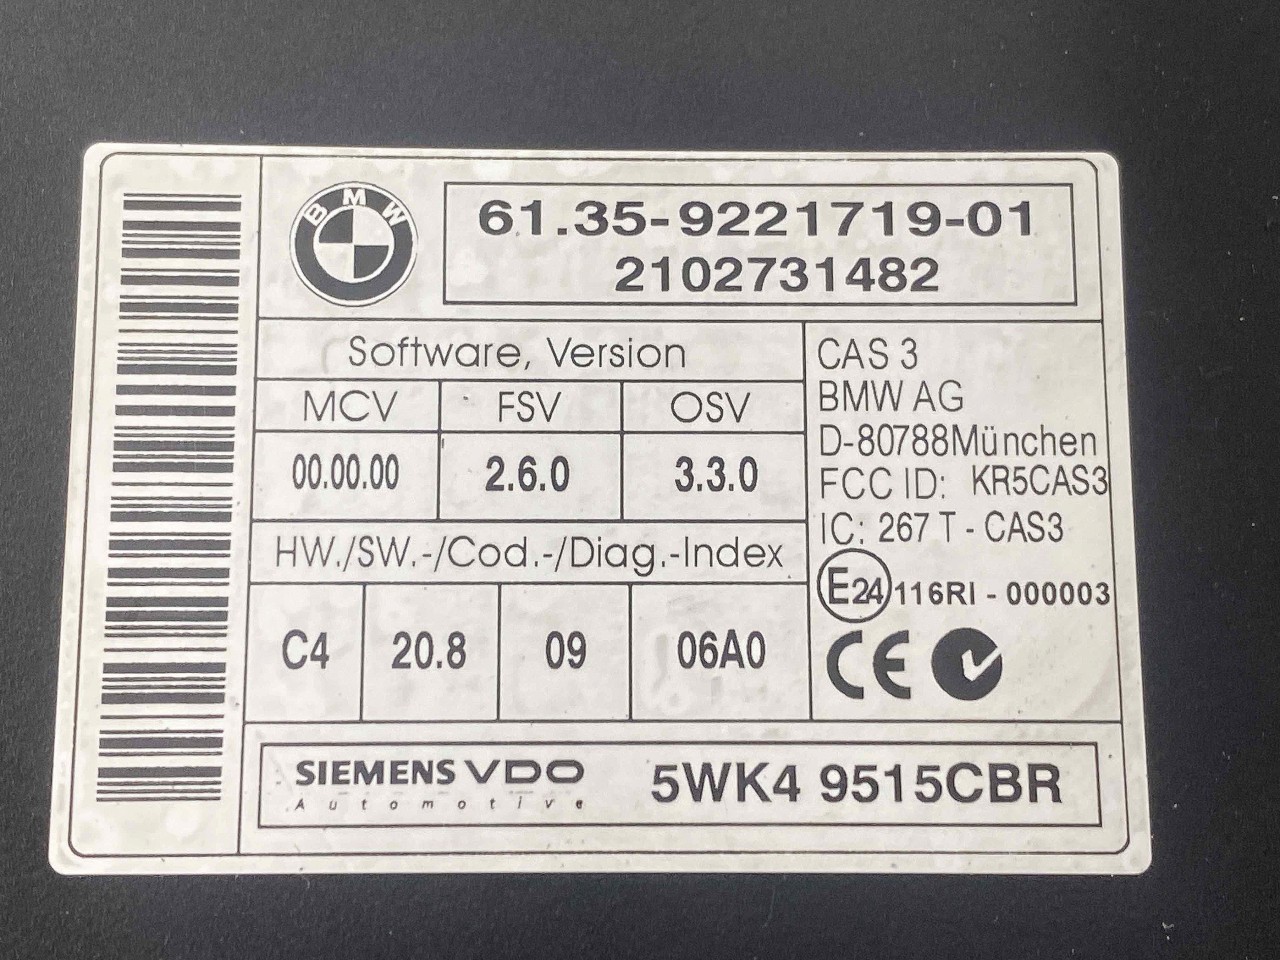 BMW
61.35-9221719-01
2102731482
Software, Version
MCV FSV OSV
00.00.00 2.6.0 3.3.0
HW./SW.-/Cod.-/Diag.-Index
C4 20.8 09 06A0
CAS 3
BMW AG
D-80788München
FCC ID: KR5CAS3
IC: 267 T - CAS3
E24 116RI - 000003
CE
SIEMENS VDO
Automotive
5WK4 9515CBR